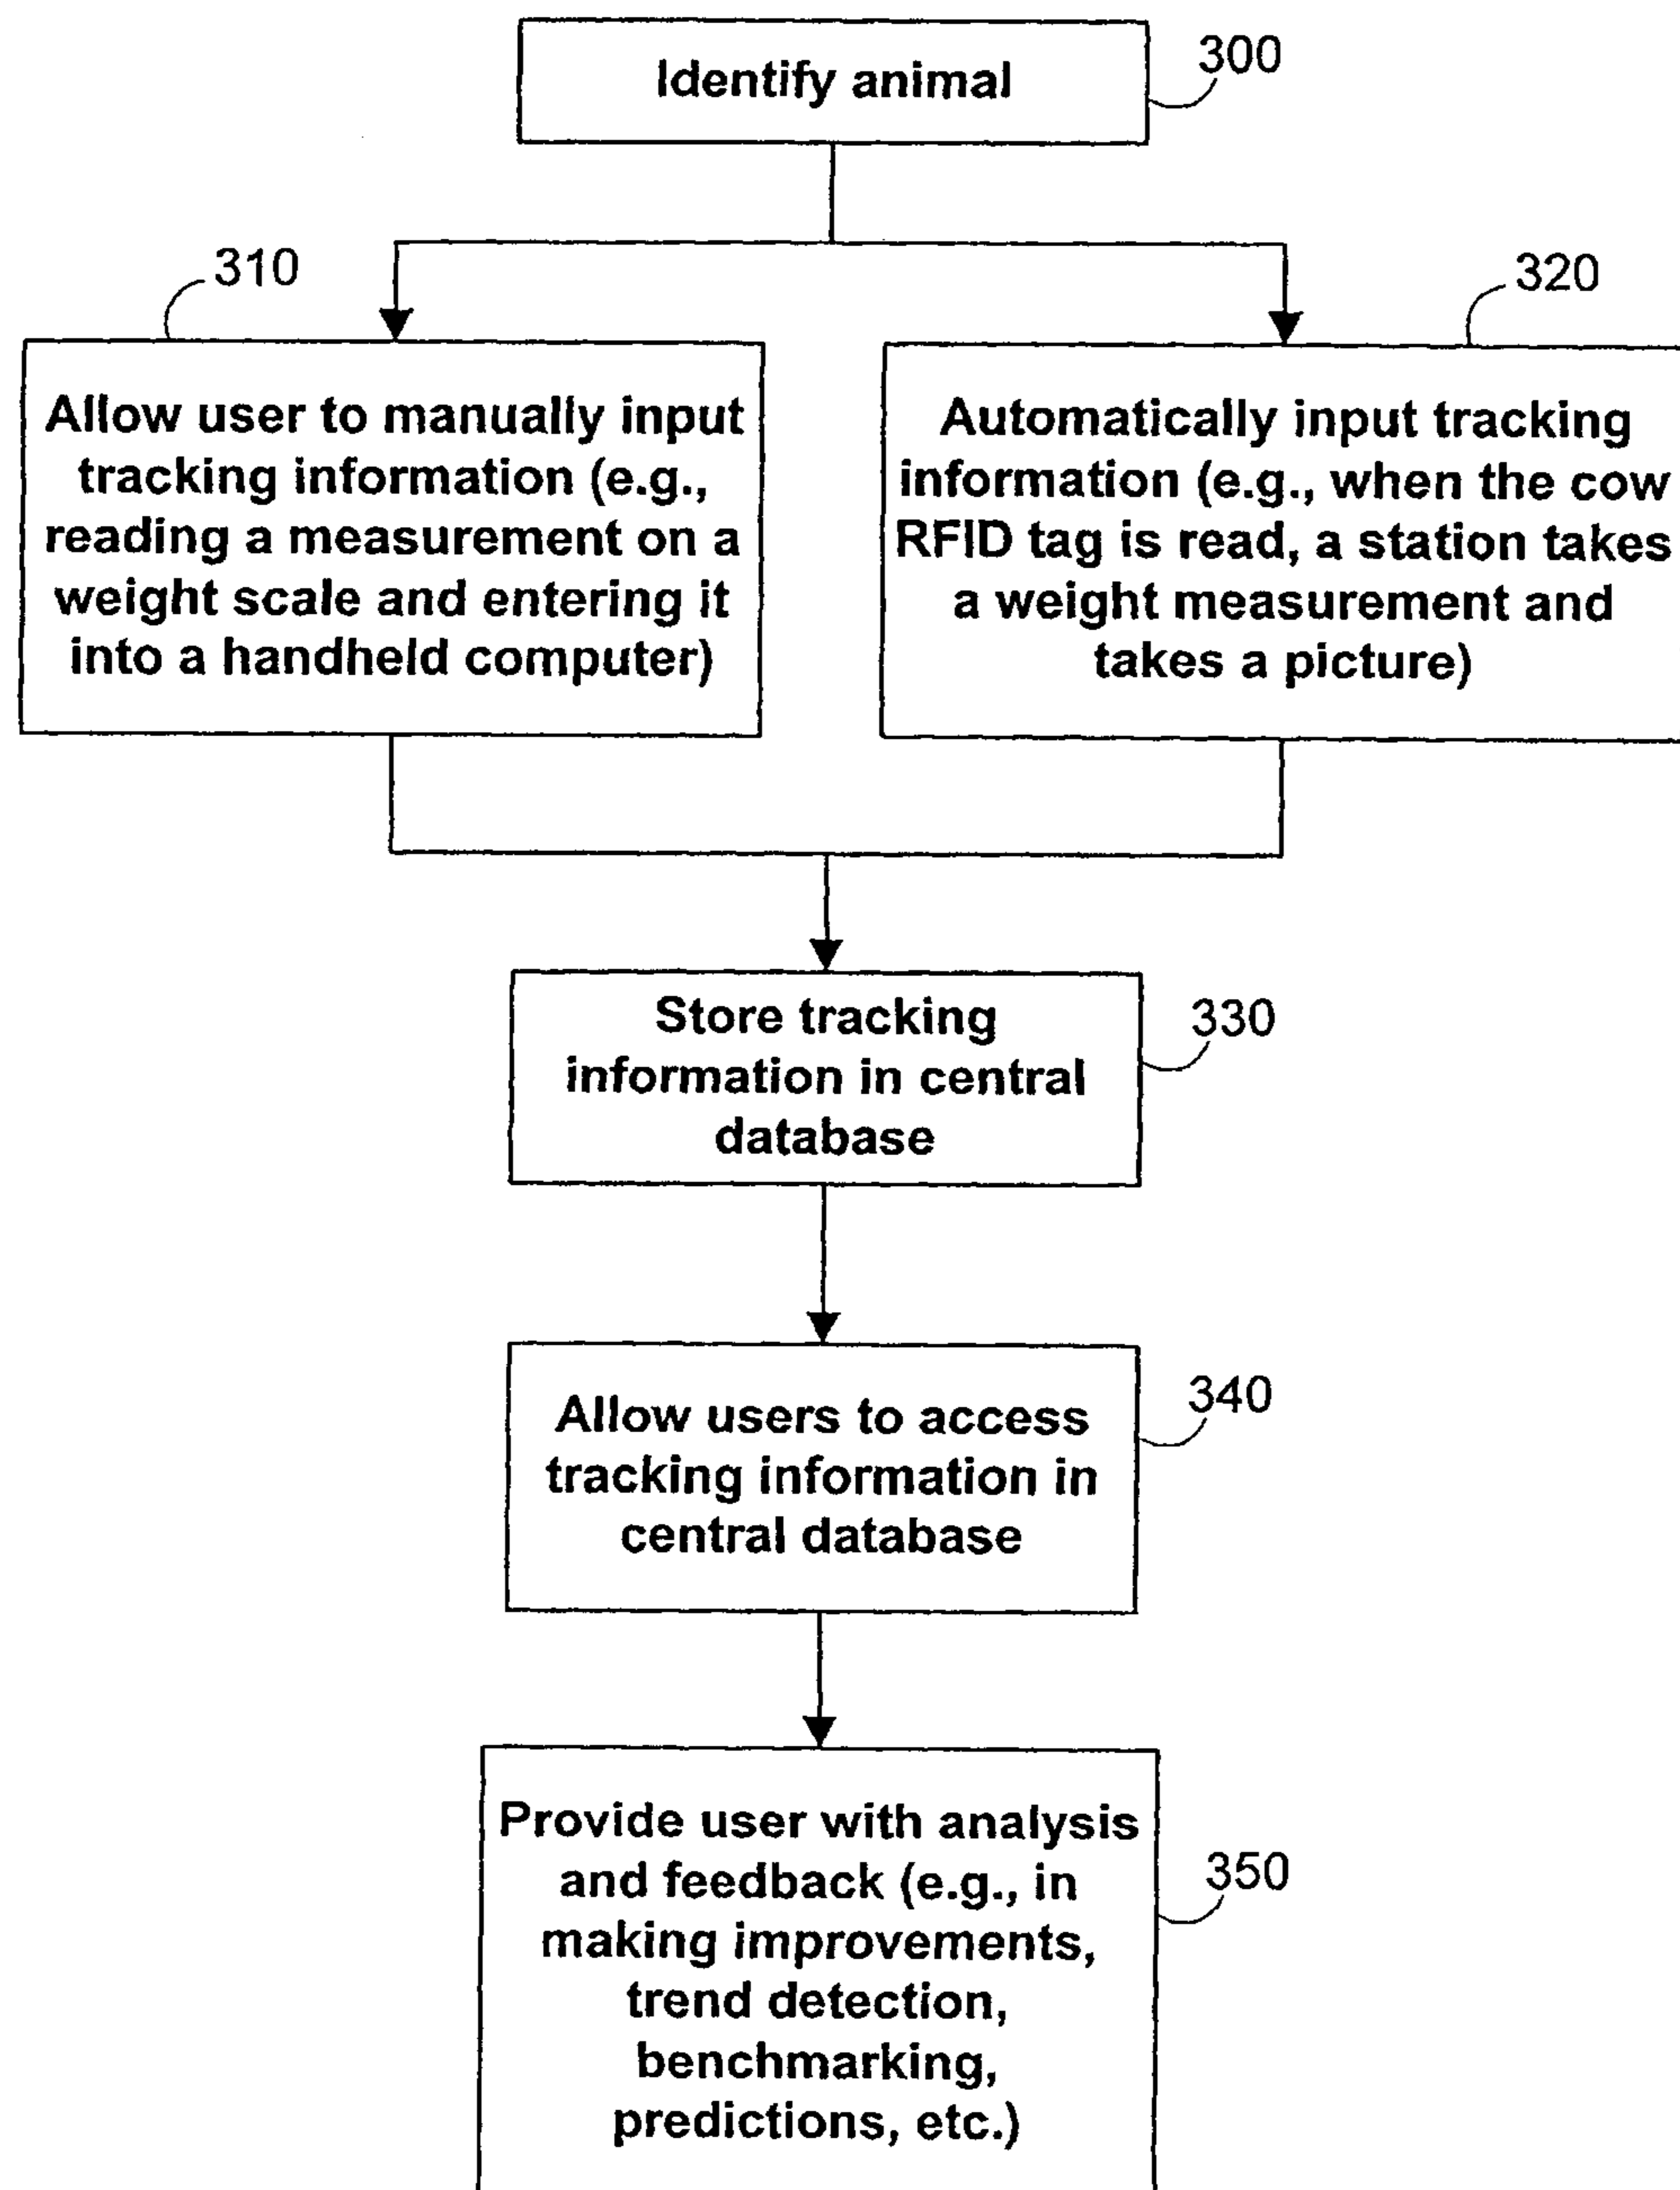 Identify animal
300
310
320
Allow user to manually input
tracking information (e.g.,
reading a measurement on a
weight scale and entering it
into a handheld computer)
Automatically input tracking
information (e.g., when the cow
RFID tag is read, a station takes
a weight measurement and
takes a picture)
Store tracking
information in central
database
330
Allow users to access
tracking information in
central database
340
Provide user with analysis
and feedback (e.g., in
making improvements,
trend detection,
benchmarking,
predictions, etc.)
350